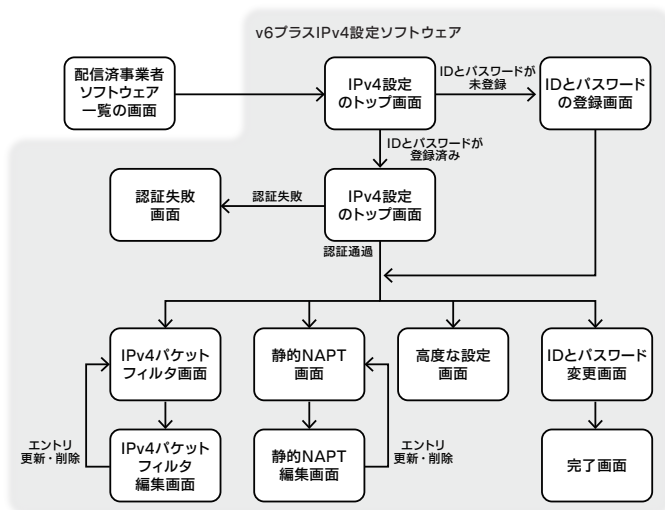 v6プラスIPv4設定ソフトウェア
配信済事業者
ソフトウェア
一覧の画面
IPv4設定
のトップ画面
IDとパスワードが
未登録
IDとパスワード
の登録画面
IDとパスワードが
登録済み
認証失敗
画面
認証失敗
IPv4設定
のトップ画面
認証通過
IPv4パケット
フィルタ画面
静的NAPT
画面
高度な設定
画面
IDとパスワード
変更画面
エントリ
更新・削除
IPv4パケット
フィルタ
編集画面
静的NAPT
編集画面
エントリ
更新・削除
完了画面